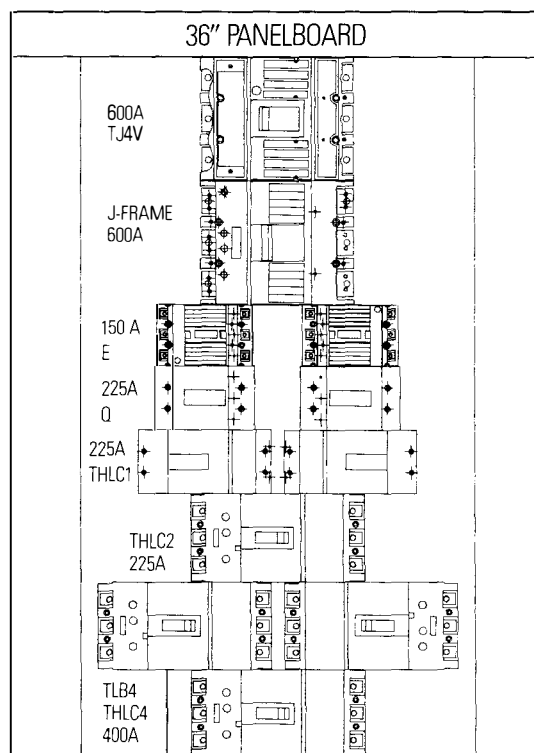 36" PANELBOARD
600A
TJ4V
J-FRAME
600A
150 A
E
225A
Q
225A
THLC1
THLC2
225A
TLB4
THLC4
400A